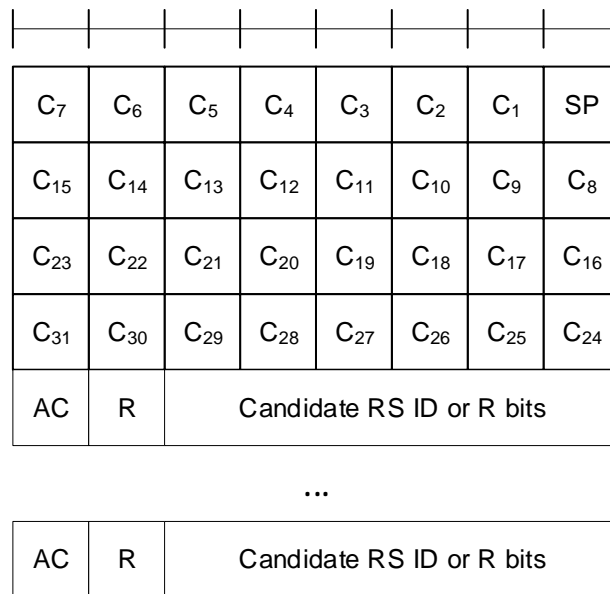 C₇ C₆ C₅ C₄ C₃ C₂ C₁ SP
C₁₅ C₁₄ C₁₃ C₁₂ C₁₁ C₁₀ C₉ C₈
C₂₃ C₂₂ C₂₁ C₂₀ C₁₉ C₁₈ C₁₇ C₁₆
C₃₁ C₃₀ C₂₉ C₂₈ C₂₇ C₂₆ C₂₅ C₂₄
AC R Candidate RS ID or R bits
...
AC R Candidate RS ID or R bits